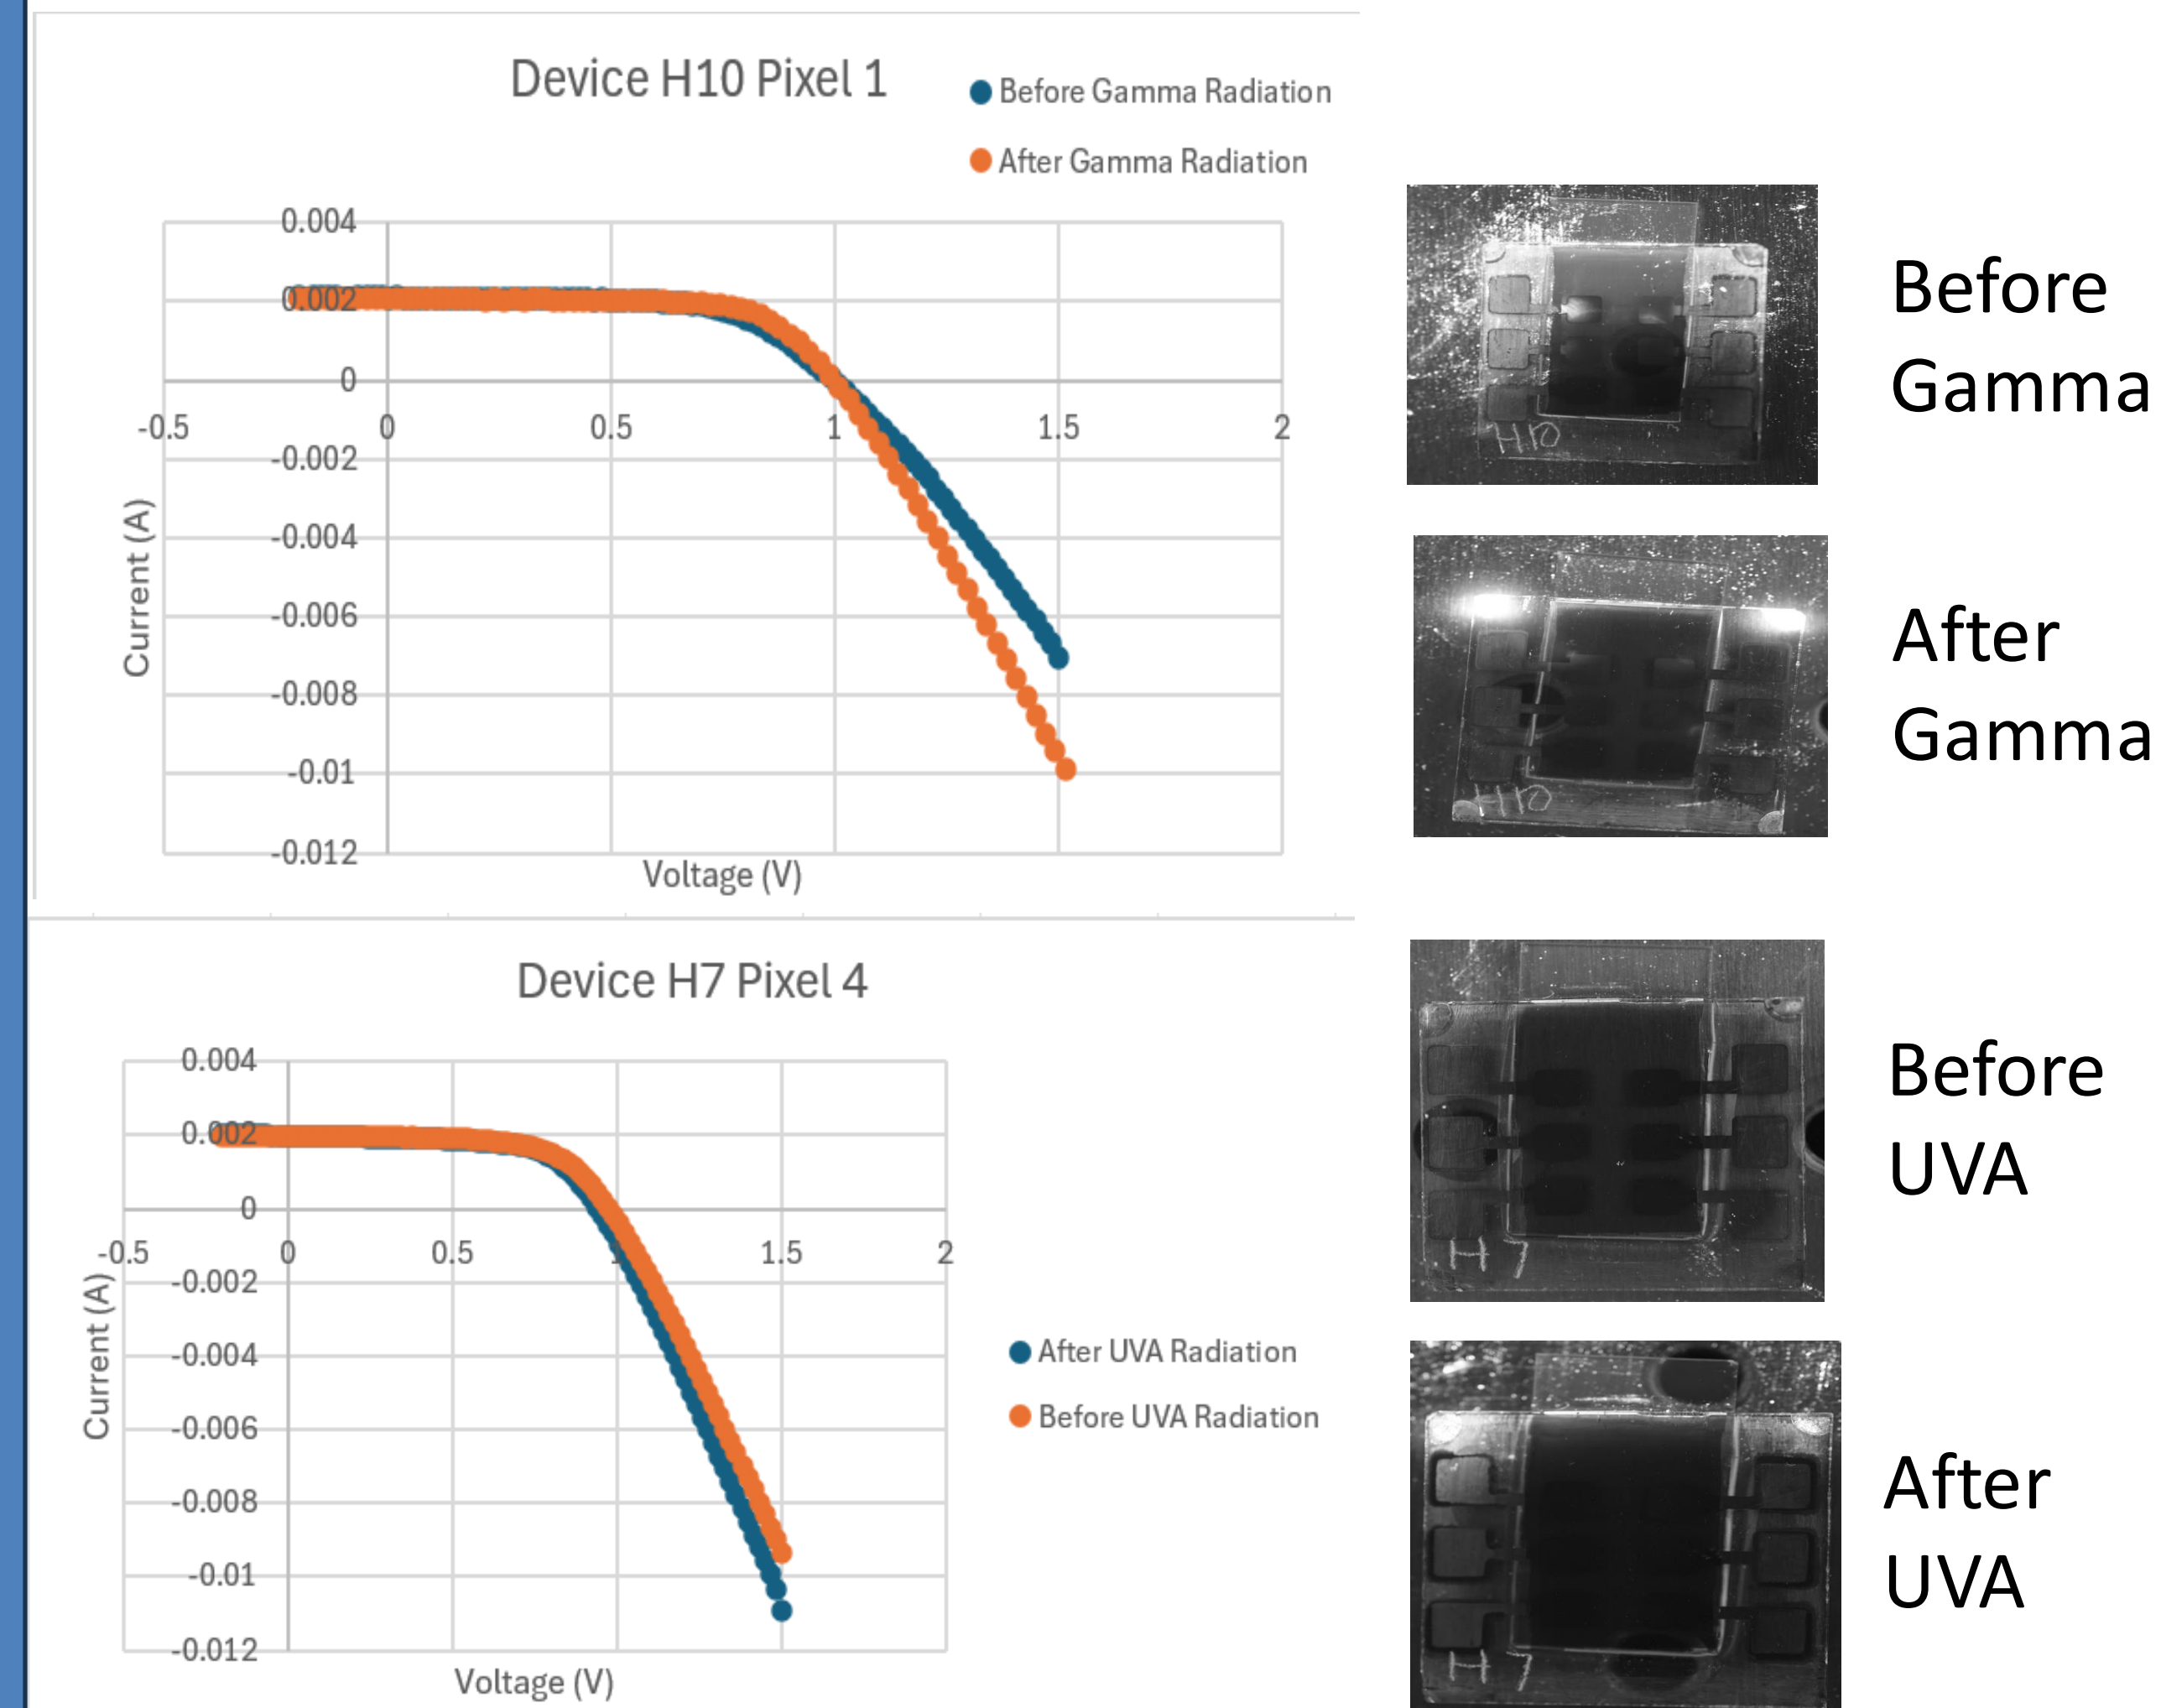 Device H10 Pixel 1
Before Gamma Radiation
After Gamma Radiation
0.004
0.002
0
-0.5 0 0.5 1 1.5 2
-0.002
-0.004
-0.006
-0.008
-0.01
-0.012
Current (A)
Voltage (V)
H10
Before
Gamma
H10
After
Gamma
Device H7 Pixel 4
0.004
0.002
0
-0.5 0 0.5 1 1.5 2
-0.002
-0.004
-0.006
-0.008
-0.01
-0.012
Current (A)
Voltage (V)
After UVA Radiation
Before UVA Radiation
H 7
Before
UVA
H 7
After
UVA